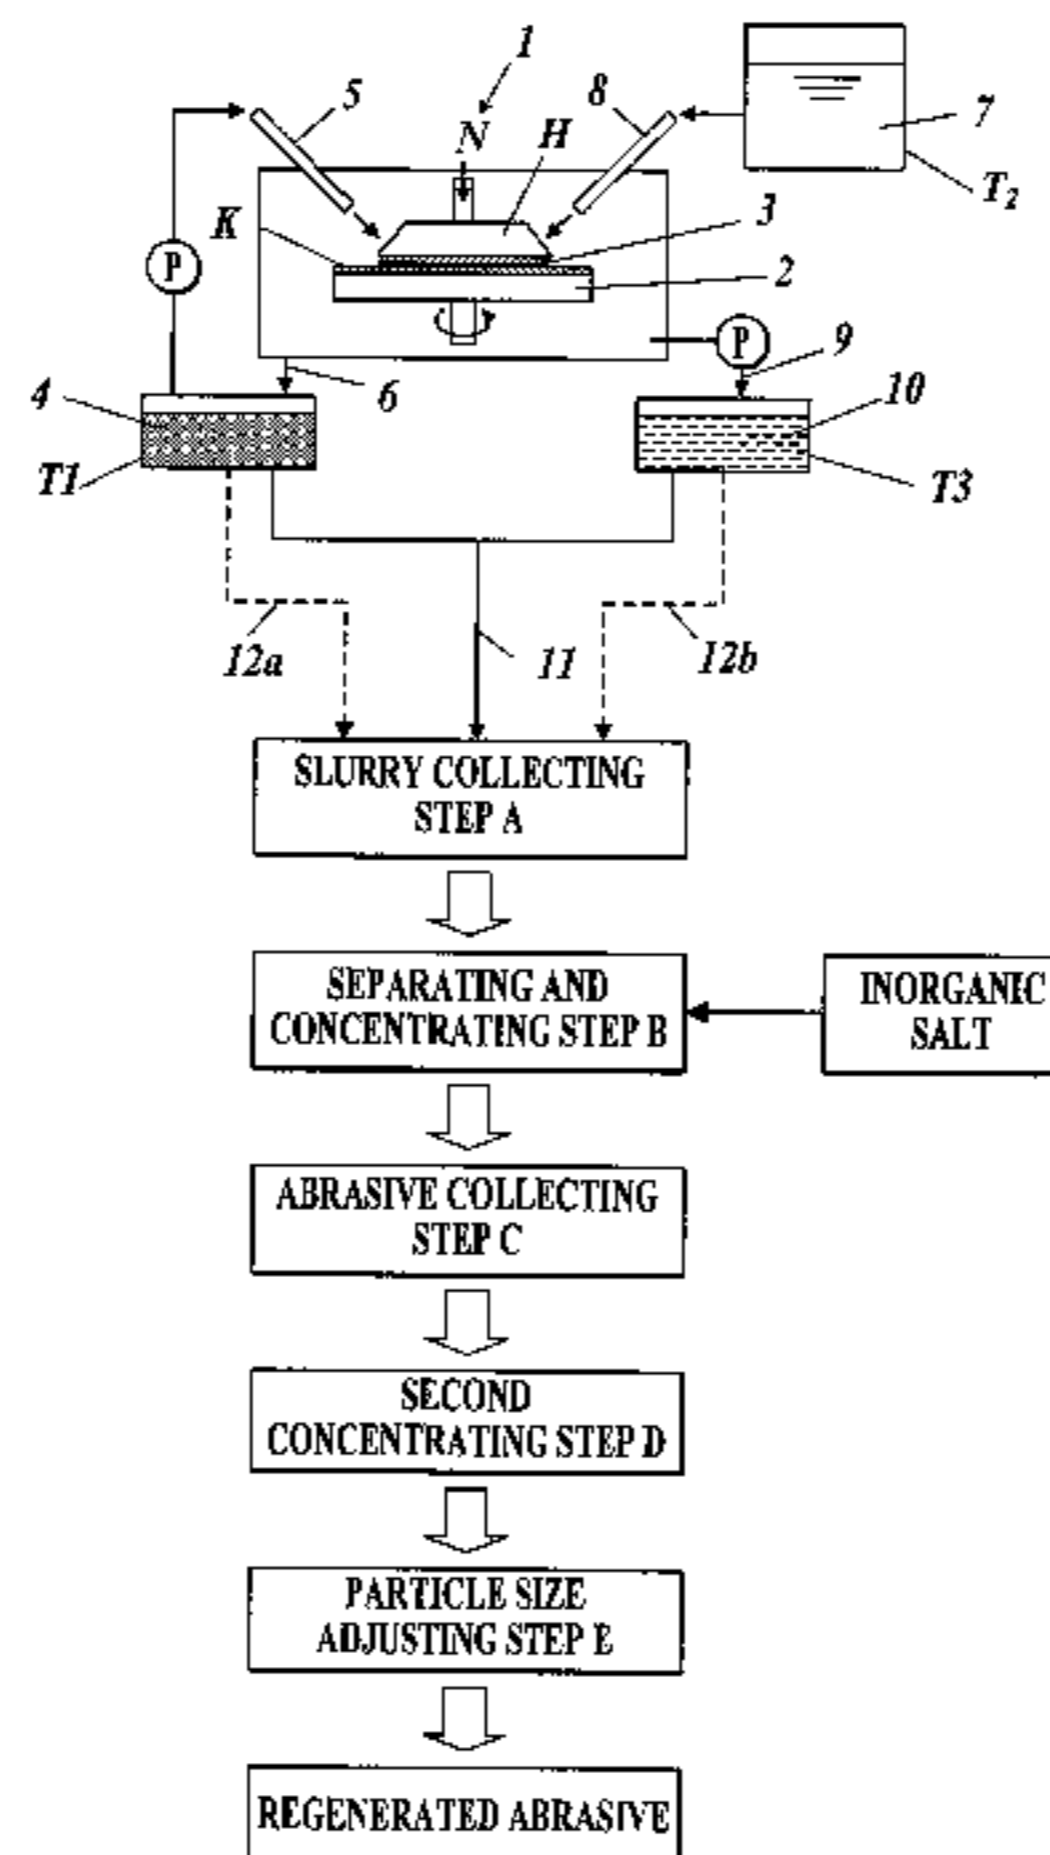 1
5
8
N
H
7
T2
K
3
P
2
P
9
4
6
10
T1
T3
12a
11
12b
SLURRY COLLECTING
STEP A
SEPARATING AND
CONCENTRATING STEP B
INORGANIC
SALT
ABRASIVE COLLECTING
STEP C
SECOND
CONCENTRATING STEP D
PARTICLE SIZE
ADJUSTING STEP E
REGENERATED ABRASIVE